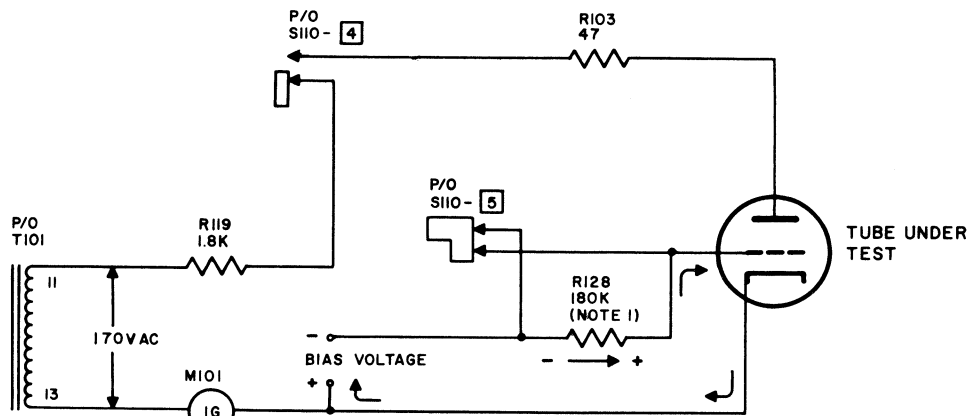 P/O
S110- 4
R103
47
P/O
S110- 5
P/O
T101
R119
1.8K
TUBE UNDER
TEST
11
R128
180K
(NOTE 1)
170VAC
-
BIAS VOLTAGE
- +
+
13
M101
1G